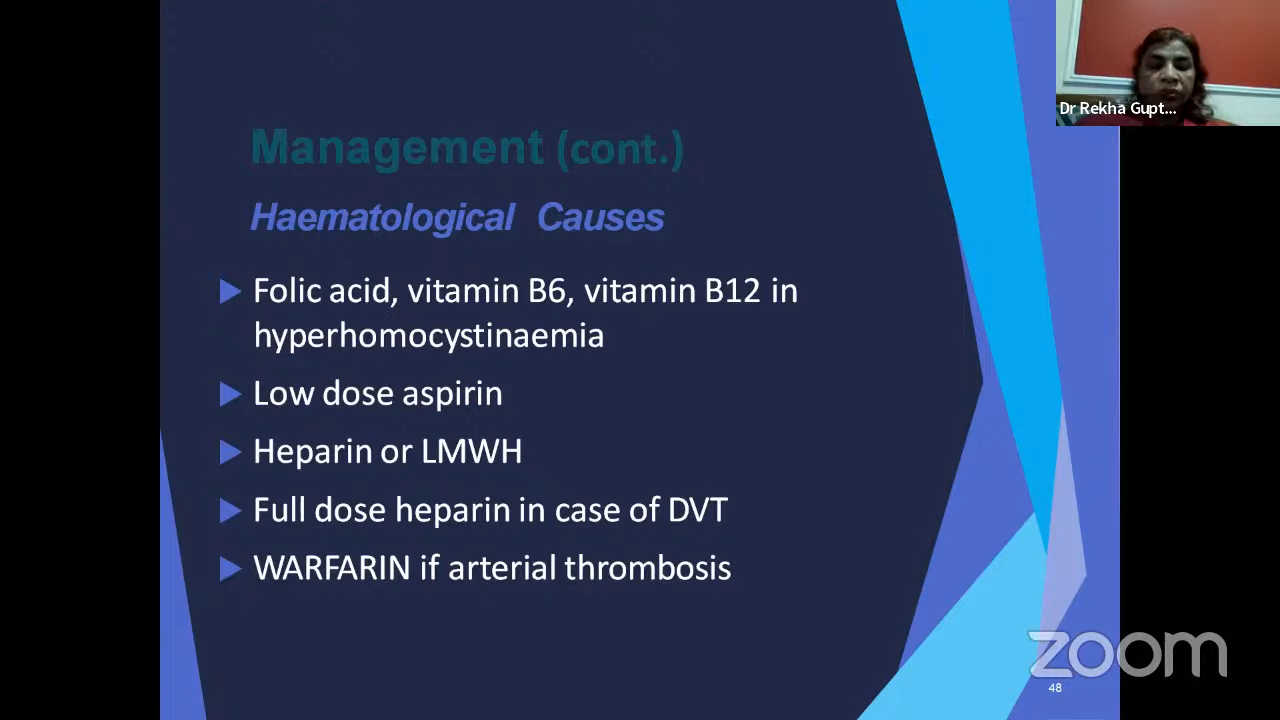 Dr Rekha Gupt...
Management (cont.)
Haematological Causes
Folic acid, vitamin B6, vitamin B12 in
hyperhomocystinaemia
Low dose aspirin
Heparin or LMWH
Full dose heparin in case of DVT
WARFARIN if arterial thrombosis
zoom
48